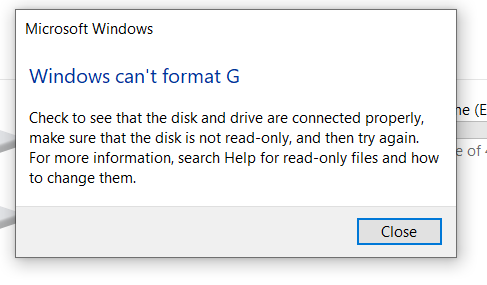 Microsoft Windows
Windows can't format G
ne (E
Check to see that the disk and drive are connected properly,
make sure that the disk is not read-only, and then try again.
e of
For more information, search Help for read-only files and how
to change them.
Close